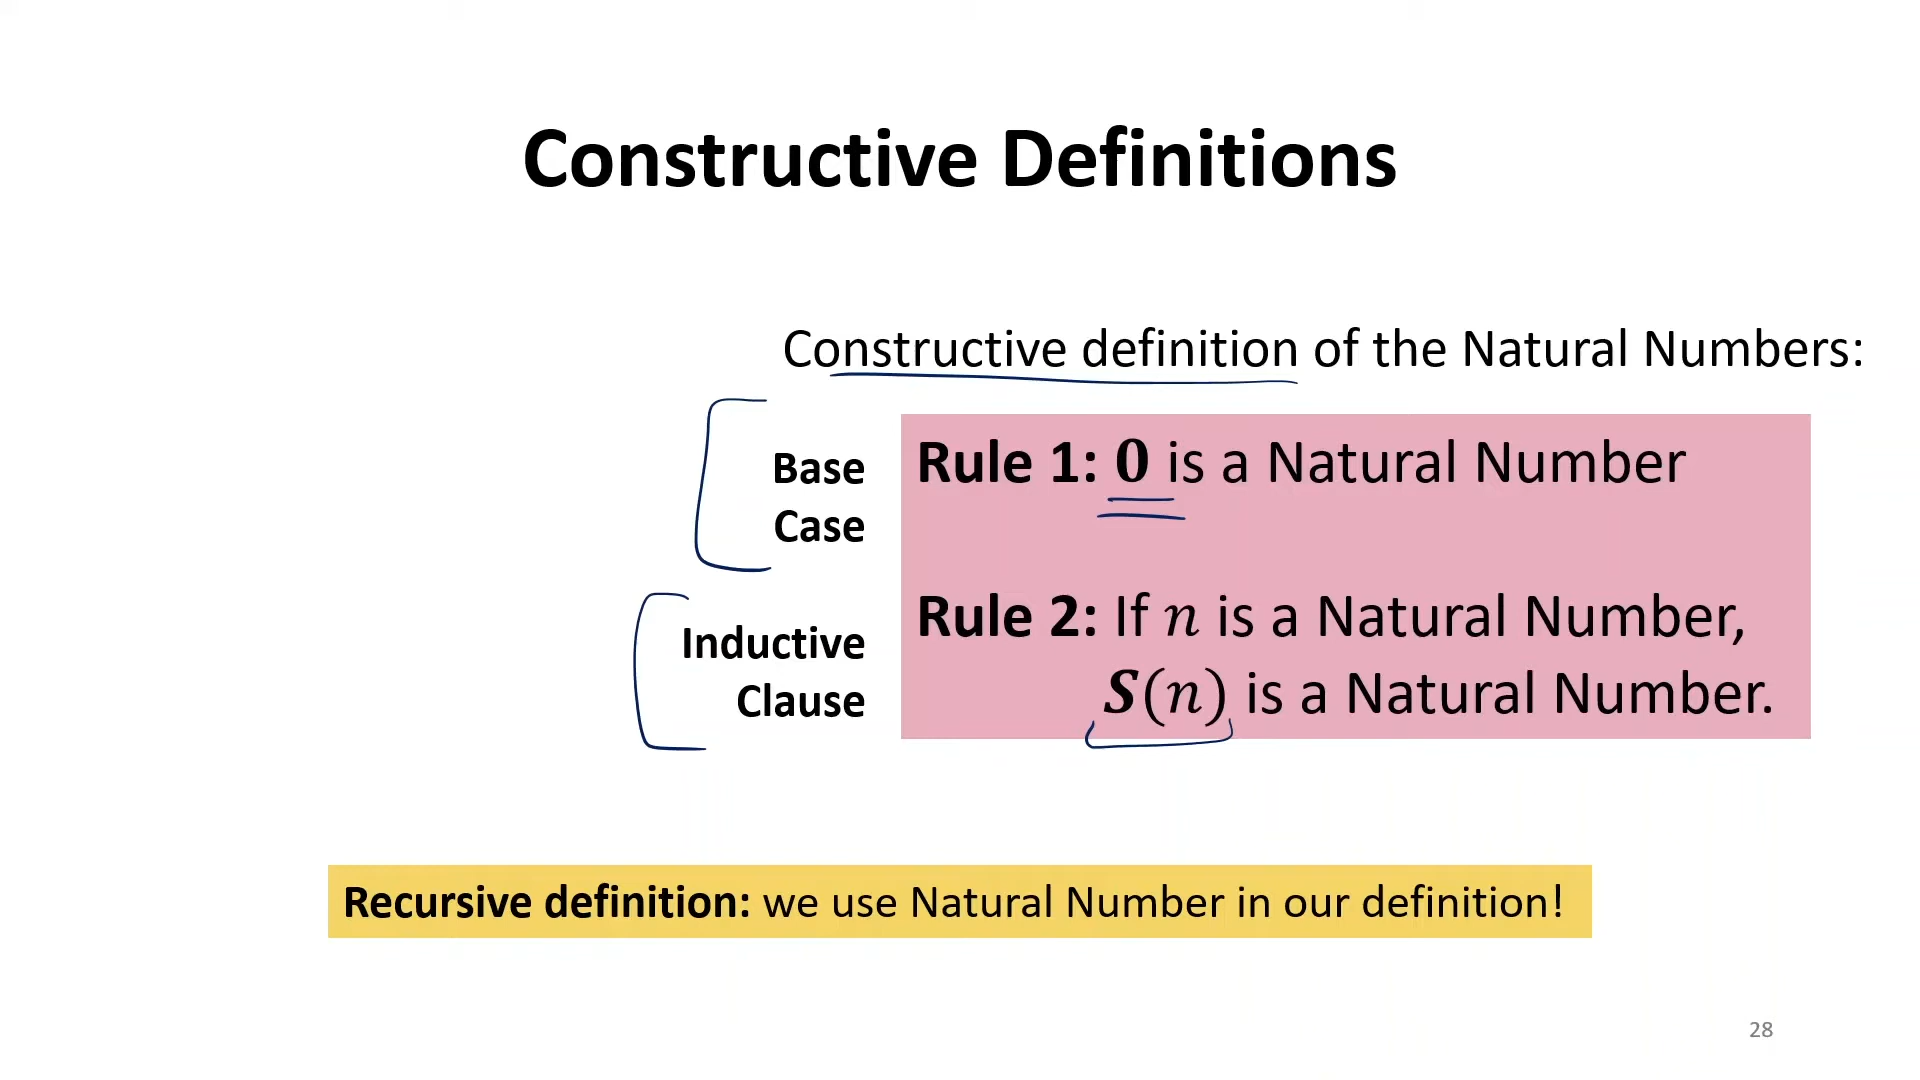 Constructive Definitions
Constructive definition of the Natural Numbers:
Base
Case
Rule 1: 0 is a Natural Number
Inductive
Clause
Rule 2: If n is a Natural Number,
S(n) is a Natural Number.
Recursive definition: we use Natural Number in our definition!
28